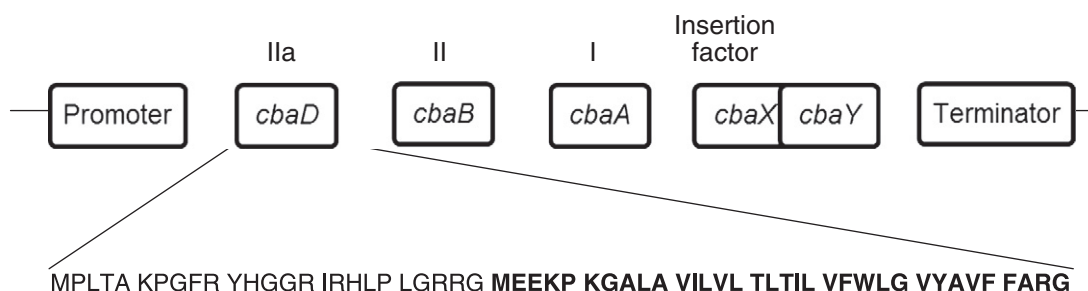 IIa II I Insertion factor
Promoter cbaD cbaB cbaA cbaX cbaY Terminator
MPLTA KPGFR YHGGR IRHLP LGRRG MEEKP KGALA VILVL TLTIL VFWLG VYAVF FARG